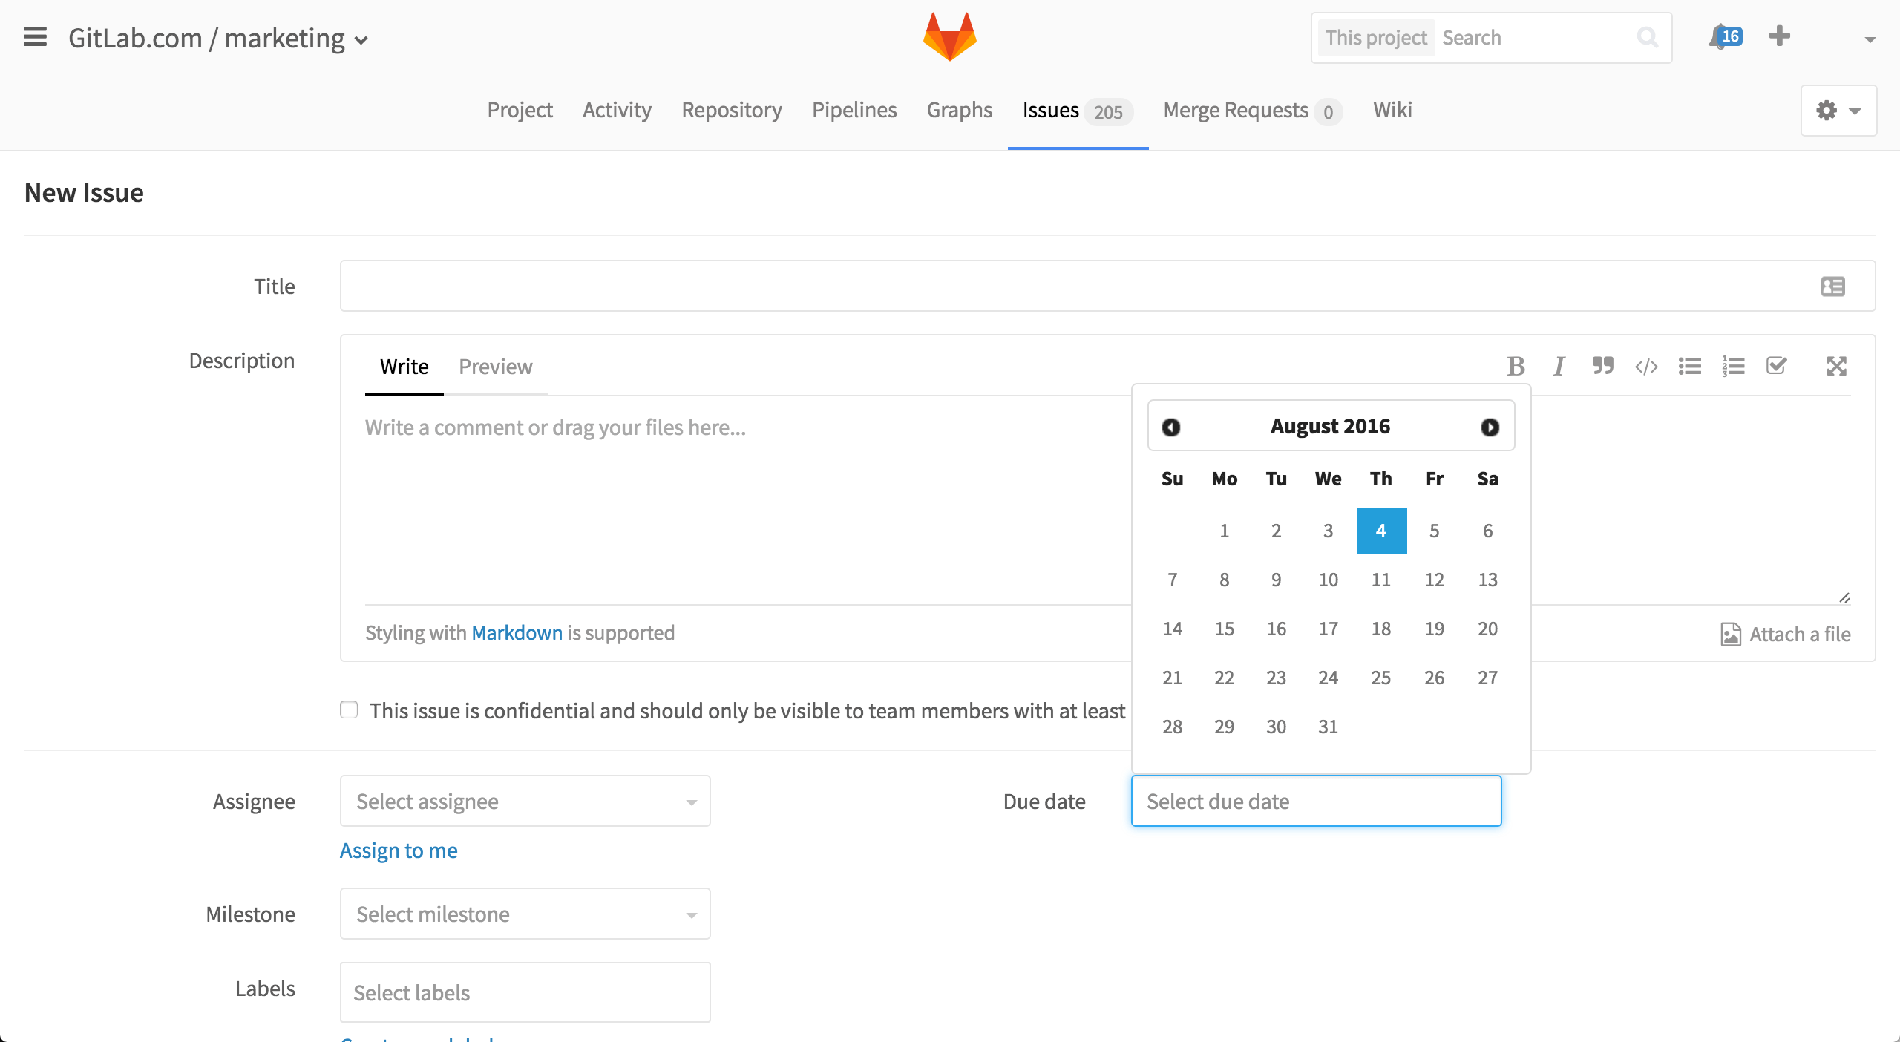 GitLab.com / marketing
This project Search
16
Project Activity Repository Pipelines Graphs Issues 205 Merge Requests 0 Wiki
New Issue
Title
Description
Write Preview
B I
Write a comment or drag your files here...
August 2016
Su Mo Tu We Th Fr Sa
1 2 3 4 5 6
7 8 9 10 11 12 13
14 15 16 17 18 19 20
21 22 23 24 25 26 27
28 29 30 31
Styling with Markdown is supported
Attach a file
This issue is confidential and should only be visible to team members with at least
Assignee
Select assignee
Assign to me
Due date
Select due date
Milestone
Select milestone
Labels
Select labels